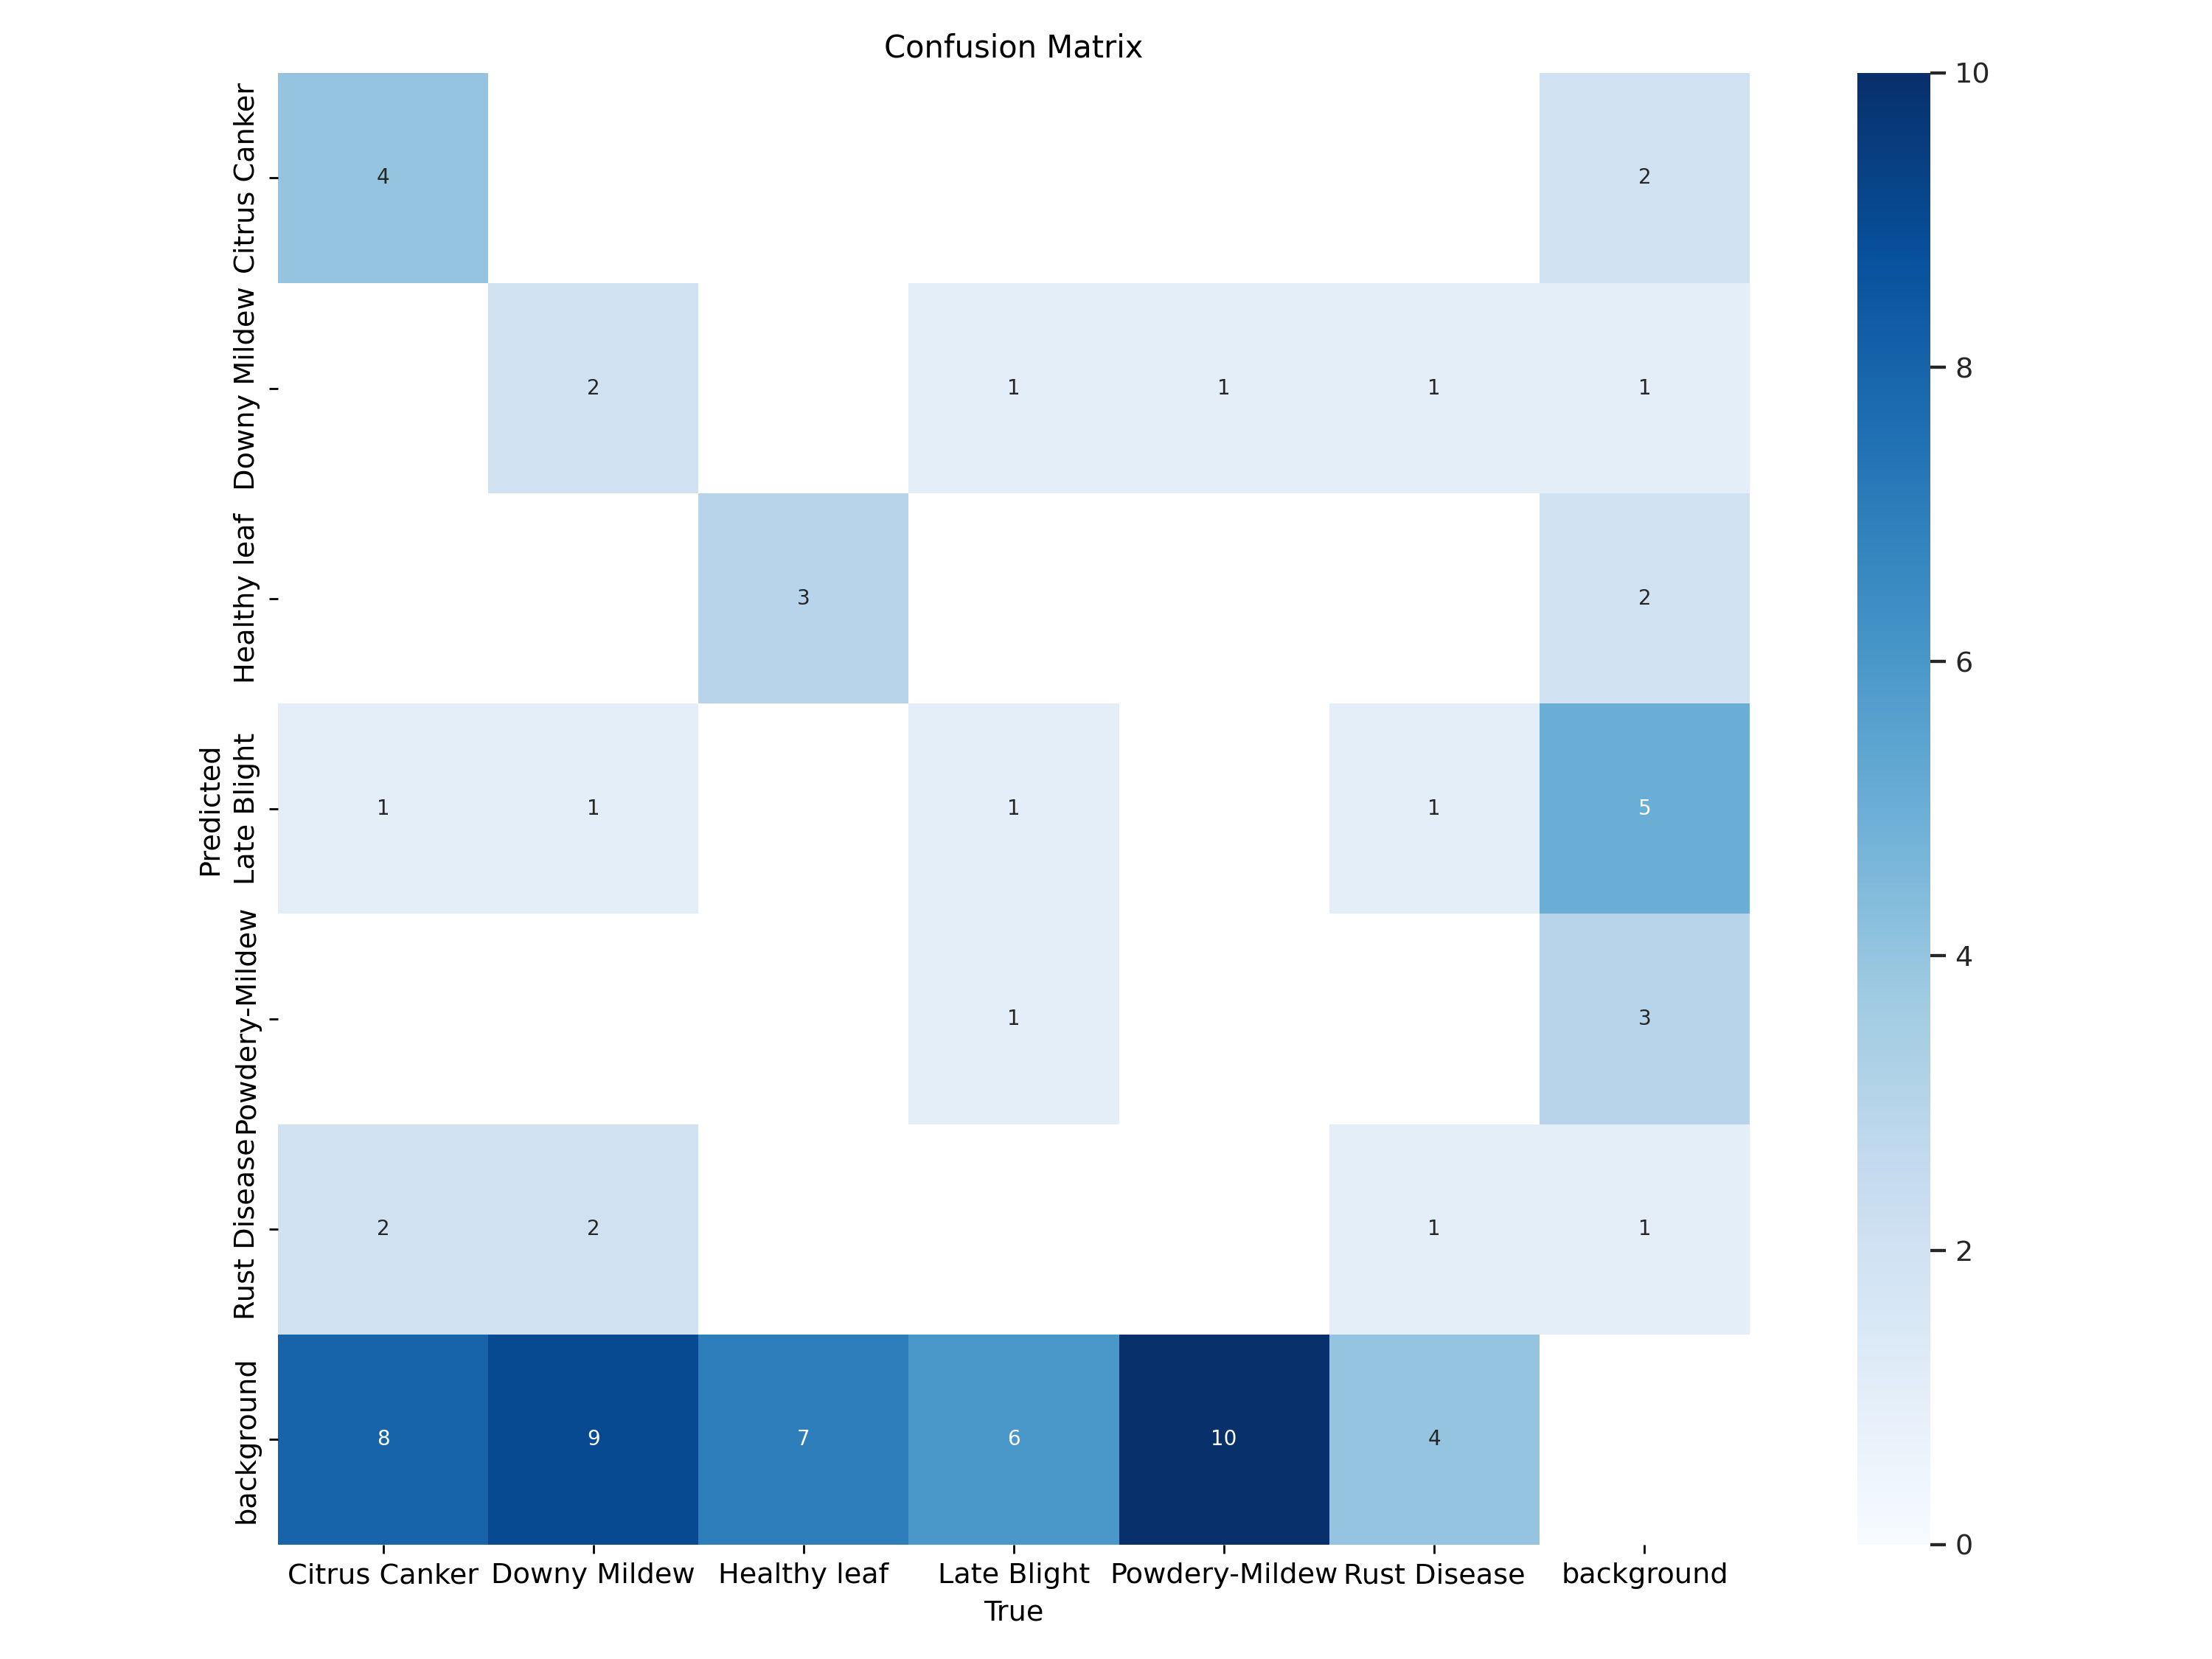 Confusion Matrix
Predicted
Citrus Canker
4
2
Downy Mildew
2
1
1
1
1
Healthy leaf
3
2
Late Blight
1
1
1
1
5
Powdery-Mildew
1
3
Rust Disease
2
2
1
1
background
8
9
7
6
10
4
Citrus Canker Downy Mildew Healthy leaf Late Blight Powdery-Mildew Rust Disease background
True
10
8
6
4
2
0